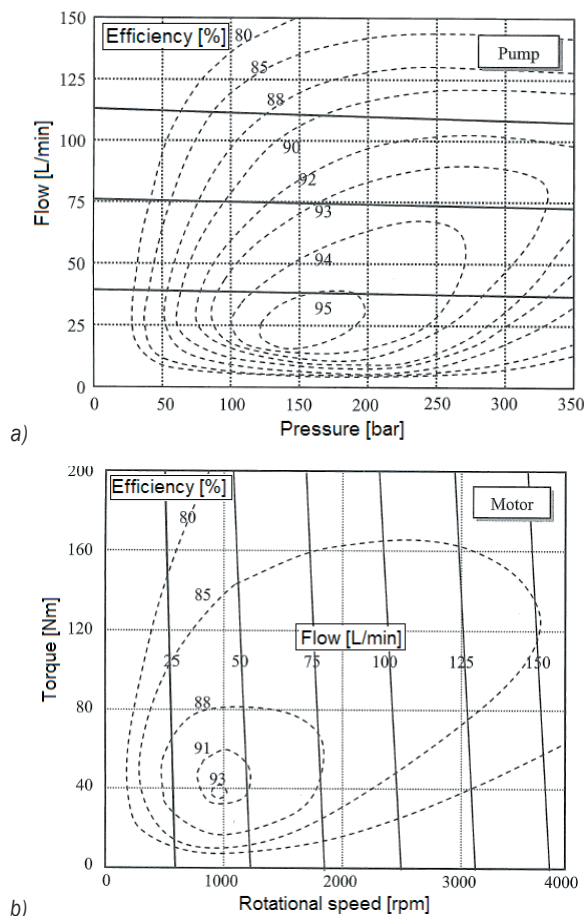 Efficiency [%]
80
Pump
85
88
90
92
93
94
95
150
125
100
75
50
25
0
Flow [L/min]
0 50 100 150 200 250 300 350
Pressure [bar]
a)
Efficiency [%]
80
Motor
85
Flow [L/min]
25 50 75 100 125 150
88
91
93
200
160
120
80
40
0
Torque [Nm]
0 1000 2000 3000 4000
Rotational speed [rpm]
b)